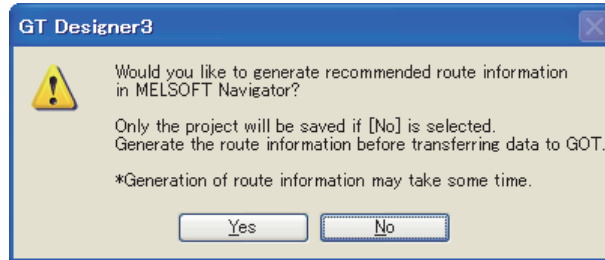 GT Designer3
Would you like to generate recommended route information
in MELSOFT Navigator?
Only the project will be saved if [No] is selected.
Generate the route information before transferring data to GOT.
*Generation of route information may take some time.
Yes
No